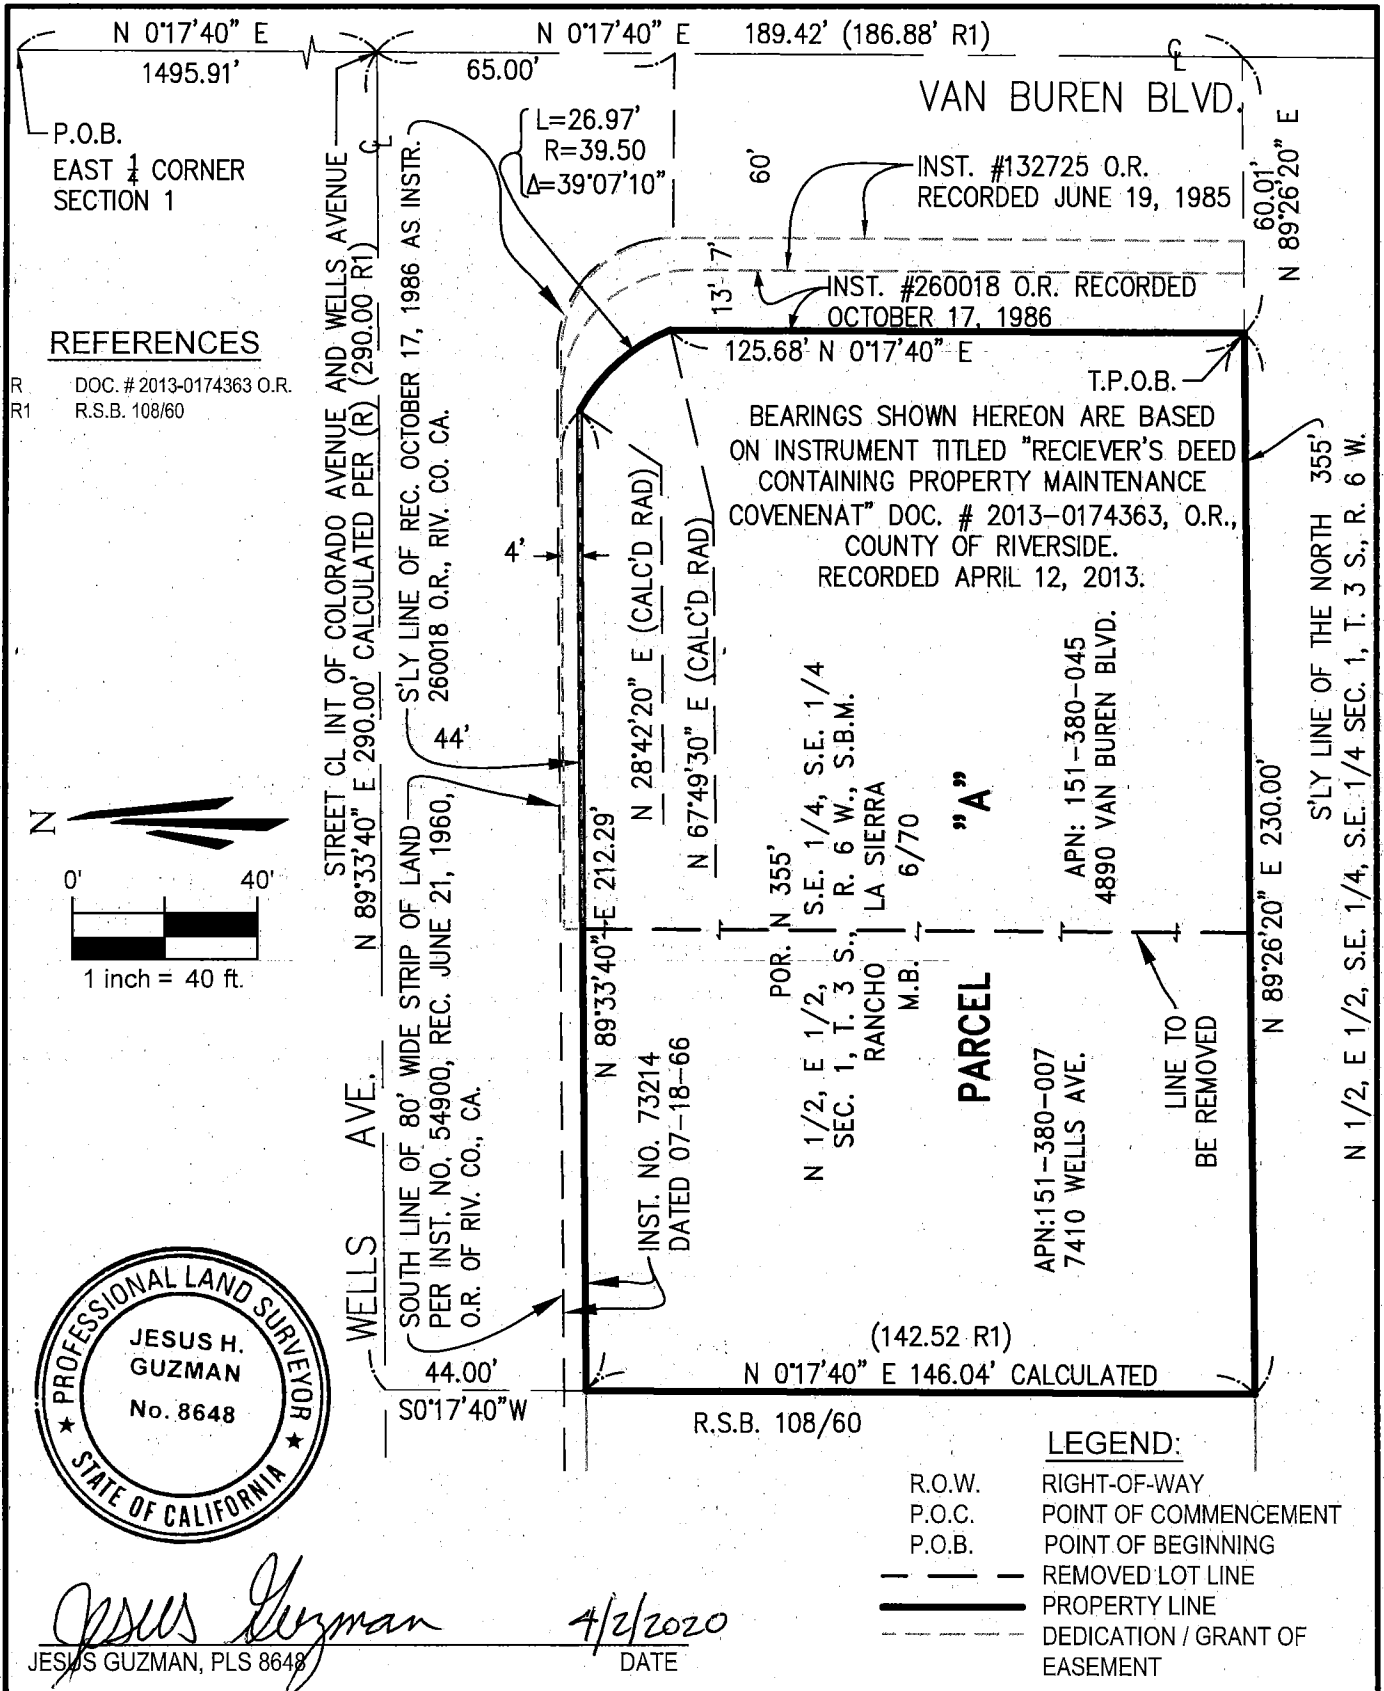 N 0°17'40" E
1495.91'
N 0°17'40" E
189.42' (186.88' R1)
65.00'
℄
VAN BUREN BLVD.
P.O.B.
EAST 1/4 CORNER
SECTION 1
℄
L=26.97'
R=39.50
Δ=39°07'10"
60'
INST. #132725 O.R.
RECORDED JUNE 19, 1985
60.01'
N 89°26'20" E
13'
7'
INST. #260018 O.R. RECORDED
OCTOBER 17, 1986
125.68' N 0°17'40" E
T.P.O.B.
REFERENCES
R DOC. # 2013-0174363 O.R.
R1 R.S.B. 108/60
STREET CL INT OF COLORADO AVENUE AND WELLS AVENUE
N 89°33'40" E 290.00' CALCULATED PER (R) (290.00 R1)
S'LY LINE OF REC. OCTOBER 17, 1986 AS INSTR.
260018 O.R., RIV. CO. CA.
BEARINGS SHOWN HEREON ARE BASED
ON INSTRUMENT TITLED "RECIEVER'S DEED
CONTAINING PROPERTY MAINTENANCE
COVENENAT" DOC. # 2013-0174363, O.R.,
COUNTY OF RIVERSIDE.
RECORDED APRIL 12, 2013.
4'
44'
N 28°42'20" E (CALC'D RAD)
N 67°49'30" E (CALC'D RAD)
S'LY LINE OF THE NORTH 355'
N 1/2, E 1/2, S.E. 1/4, S.E. 1/4 SEC. 1, T. 3 S., R. 6 W.
N
0' 40'
1 inch = 40 ft.
SOUTH LINE OF 80' WIDE STRIP OF LAND
PER INST. NO. 54900, REC. JUNE 21, 1960,
O.R. OF RIV. CO., CA.
N 89°33'40" E 212.29'
POR. N 355'
N 1/2, E 1/2, S.E. 1/4, S.E. 1/4
SEC. 1, T. 3 S., R. 6 W., S.B.M.
RANCHO LA SIERRA
M.B. 6/70
PARCEL "A"
APN: 151-380-045
4890 VAN BUREN BLVD.
N 89°26'20" E 230.00'
APN:151-380-007
7410 WELLS AVE.
LINE TO
BE REMOVED
INST. NO. 73214
DATED 07-18-66
WELLS AVE.
44.00'
S0°17'40"W
(142.52 R1)
N 0°17'40" E 146.04' CALCULATED
R.S.B. 108/60
PROFESSIONAL LAND SURVEYOR
JESUS H.
GUZMAN
No. 8648
STATE OF CALIFORNIA
LEGEND:
R.O.W. RIGHT-OF-WAY
P.O.C. POINT OF COMMENCEMENT
P.O.B. POINT OF BEGINNING
REMOVED LOT LINE
PROPERTY LINE
DEDICATION / GRANT OF
EASEMENT
Jesus Guzman 4/2/2020
JESUS GUZMAN, PLS 8648 DATE